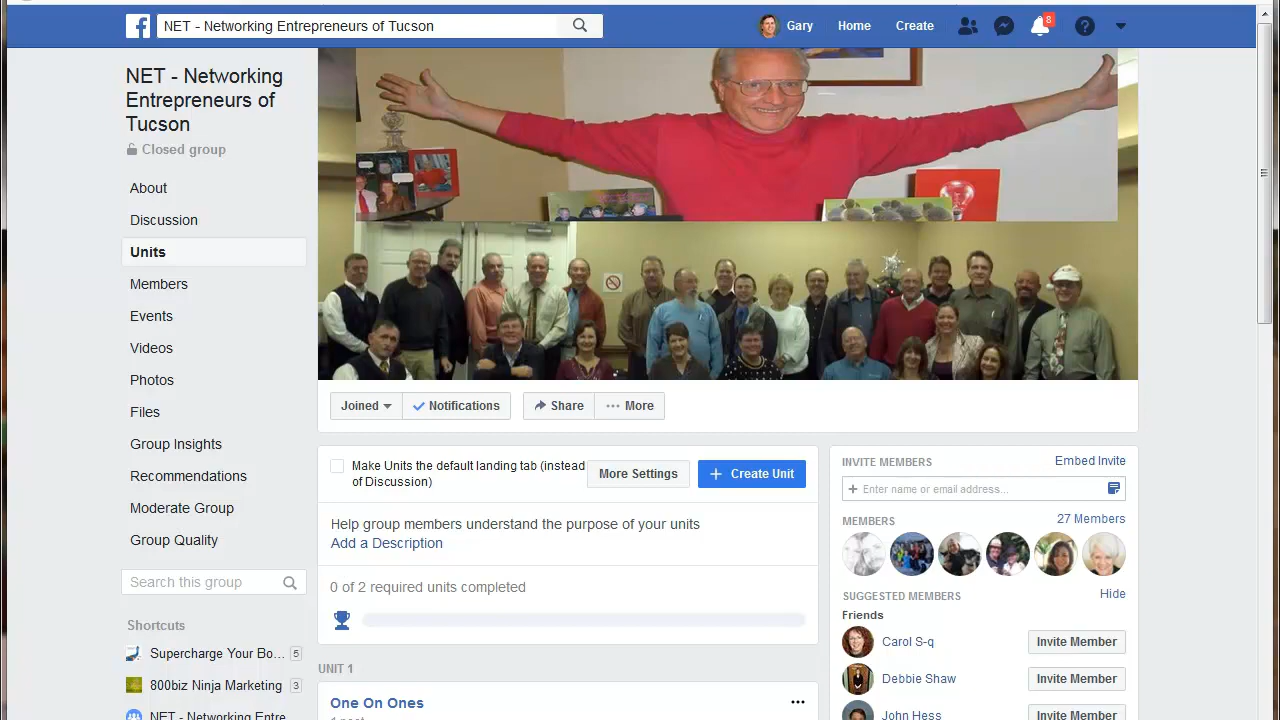 NET - Networking Entrepreneurs of Tucson
Gary
Home
Create
8
NET - Networking
Entrepreneurs of
Tucson
Closed group
About
Discussion
Units
Members
Events
Videos
Photos
Files
Group Insights
Recommendations
Moderate Group
Group Quality
Search this group
Shortcuts
Supercharge Your Bo... 5
800biz Ninja Marketing 3
NET - Networking Entre...
Joined
Notifications
Share
More
Make Units the default landing tab (instead
of Discussion)
More Settings
Create Unit
Help group members understand the purpose of your units
Add a Description
0 of 2 required units completed
UNIT 1
One On Ones
1 post
INVITE MEMBERS
Embed Invite
Enter name or email address...
MEMBERS
27 Members
SUGGESTED MEMBERS
Hide
Friends
Carol S-q
Invite Member
Debbie Shaw
Invite Member
John Hess
Invite Member